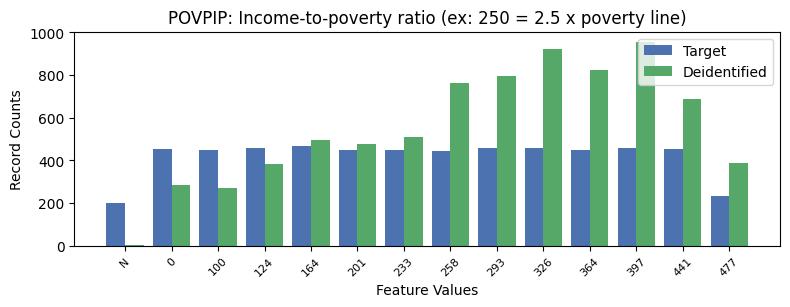 POVPIP: Income-to-poverty ratio (ex: 250 = 2.5 x poverty line)
1000
800
600
400
200
0
Record Counts
Target
Deidentified
N 0 100 124 164 201 233 258 293 326 364 397 441 477
Feature Values